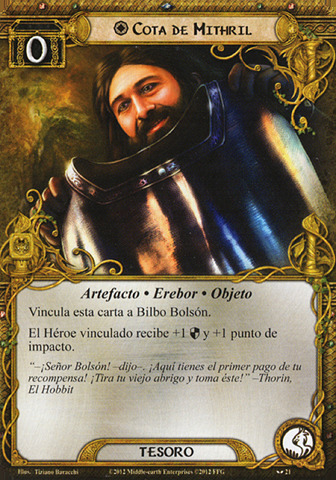 0
Cota de Mithril
Artefacto • Erebor • Objeto
Vincula esta carta a Bilbo Bolsón.
El Héroe vinculado recibe +1 y +1 punto de
impacto.
“–¡Señor Bolsón! –dijo–. ¡Aquí tienes el primer pago de tu
recompensa! ¡Tira tu viejo abrigo y toma éste!” –Thorin,
El Hobbit
TESORO
Ilus. Tiziano Baracchi ©2012 Middle-earth Enterprises ©2012 FFG 21